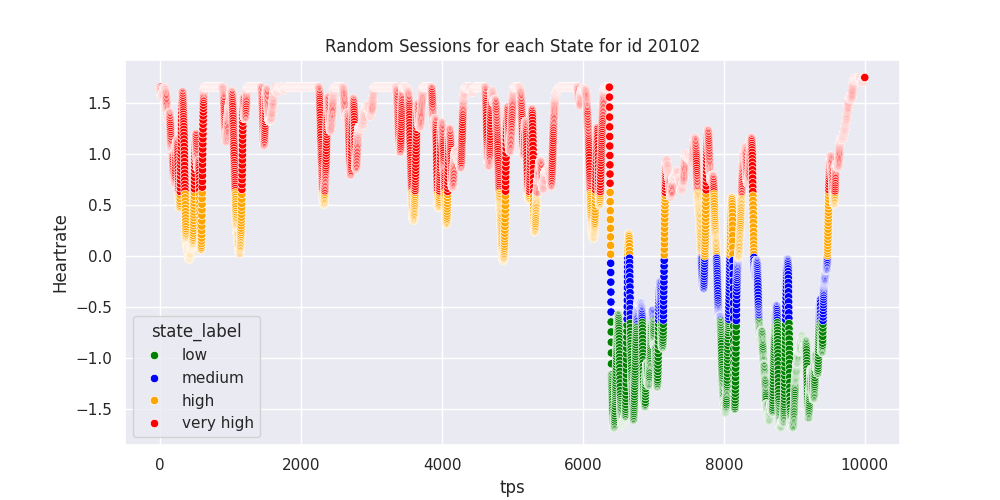 Random Sessions for each State for id 20102
Heartrate
1.5
1.0
0.5
0.0
−0.5
−1.0
−1.5
state_label
low
medium
high
very high
0
2000
4000
6000
8000
10000
tps